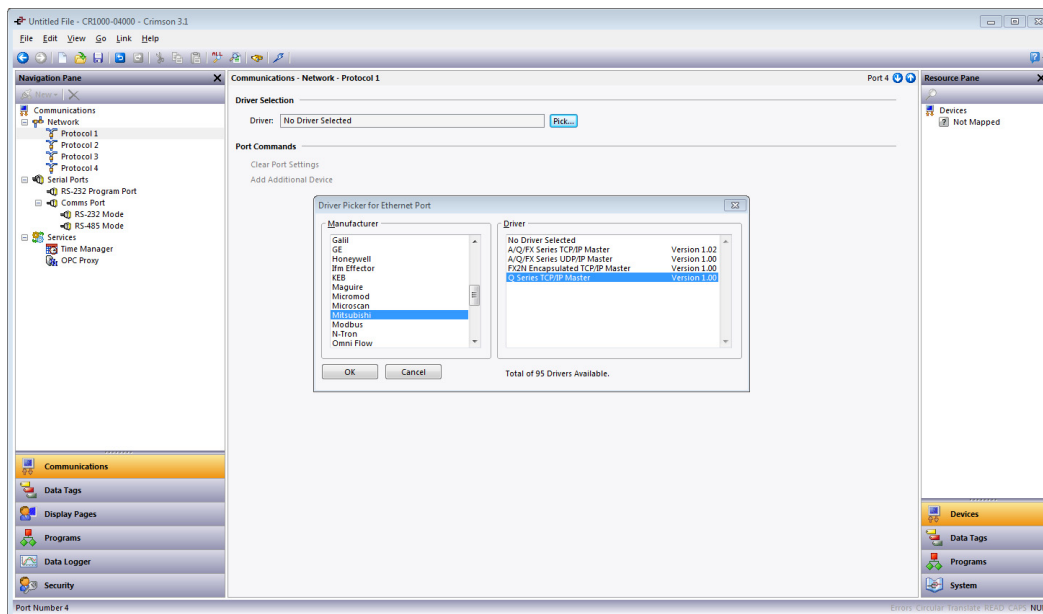 Untitled File - CR1000-04000 - Crimson 3.1
File Edit View Go Link Help
Navigation Pane
New
Communications
Network
Protocol 1
Protocol 2
Protocol 3
Protocol 4
Serial Ports
RS-232 Program Port
Comms Port
RS-232 Mode
RS-485 Mode
Services
Time Manager
OPC Proxy
Communications
Data Tags
Display Pages
Programs
Data Logger
Security
Communications - Network - Protocol 1 Port 4
Driver Selection
Driver: No Driver Selected Pick...
Port Commands
Clear Port Settings
Add Additional Device
Driver Picker for Ethernet Port
Manufacturer
Galil
GE
Honeywell
Ifm Effector
KEB
Maguire
Micromod
Microscan
Mitsubishi
Modbus
N-Tron
Omni Flow
Driver
No Driver Selected
A/Q/FX Series TCP/IP Master Version 1.02
A/Q/FX Series UDP/IP Master Version 1.00
FX2N Encapsulated TCP/IP Master Version 1.00
Q Series TCP/IP Master Version 1.00
OK Cancel Total of 95 Drivers Available.
Resource Pane
Devices
Not Mapped
Devices
Data Tags
Programs
System
Port Number 4 Errors Circular Translate READ CAPS NU